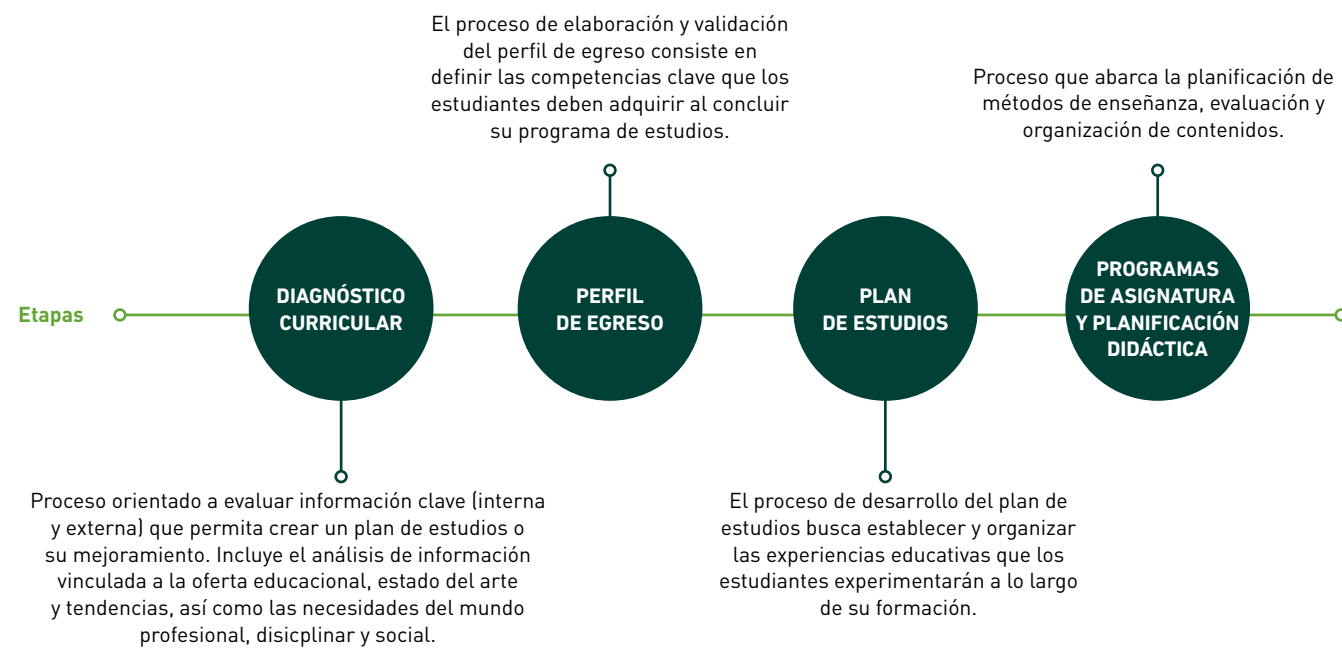 El proceso de elaboración y validación
del perfil de egreso consiste en
definir las competencias clave que los
estudiantes deben adquirir al concluir
su programa de estudios.
Proceso que abarca la planificación de
métodos de enseñanza, evaluación y
organización de contenidos.
Etapas
DIAGNÓSTICO
CURRICULAR
PERFIL
DE EGRESO
PLAN
DE ESTUDIOS
PROGRAMAS
DE ASIGNATURA
Y PLANIFICACIÓN
DIDÁCTICA
Proceso orientado a evaluar información clave (interna
y externa) que permita crear un plan de estudios o
su mejoramiento. Incluye el análisis de información
vinculada a la oferta educacional, estado del arte
y tendencias, así como las necesidades del mundo
profesional, disicplinar y social.
El proceso de desarrollo del plan de
estudios busca establecer y organizar
las experiencias educativas que los
estudiantes experimentarán a lo largo
de su formación.